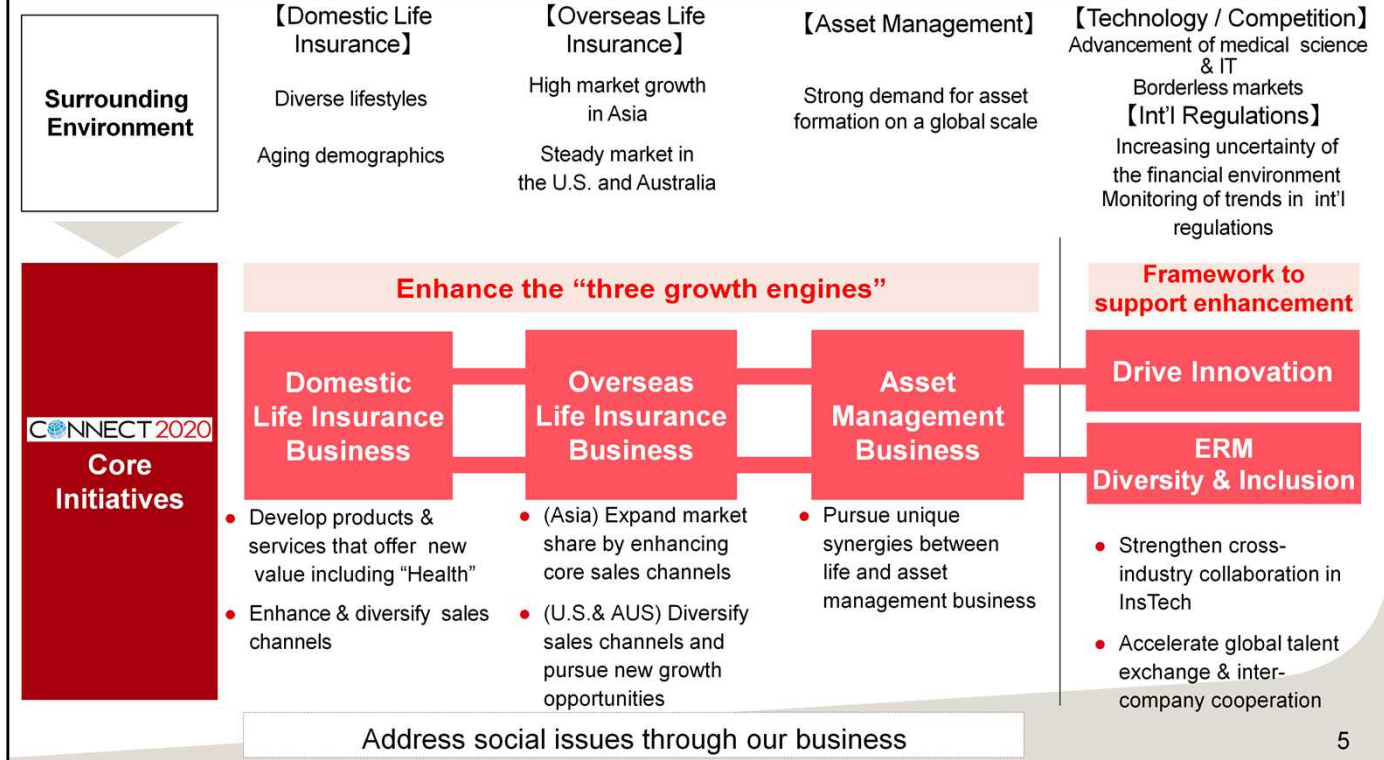 Surrounding
Environment
【Domestic Life
Insurance】
Diverse lifestyles
Aging demographics
【Overseas Life
Insurance】
High market growth
in Asia
Steady market in
the U.S. and Australia
【Asset Management】
Strong demand for asset
formation on a global scale
【Technology / Competition】
Advancement of medical science
& IT
Borderless markets
【Int'l Regulations】
Increasing uncertainty of
the financial environment
Monitoring of trends in int'l
regulations
CONNECT2020
Core
Initiatives
Enhance the “three growth engines”
Framework to
support enhancement
Domestic
Life Insurance
Business
Overseas
Life Insurance
Business
Asset
Management
Business
Drive Innovation
ERM
Diversity & Inclusion
● Develop products &
services that offer new
value including “Health”
● Enhance & diversify sales
channels
● (Asia) Expand market
share by enhancing
core sales channels
● (U.S.& AUS) Diversify
sales channels and
pursue new growth
opportunities
● Pursue unique
synergies between
life and asset
management business
● Strengthen cross-
industry collaboration in
InsTech
● Accelerate global talent
exchange & inter-
company cooperation
Address social issues through our business
5